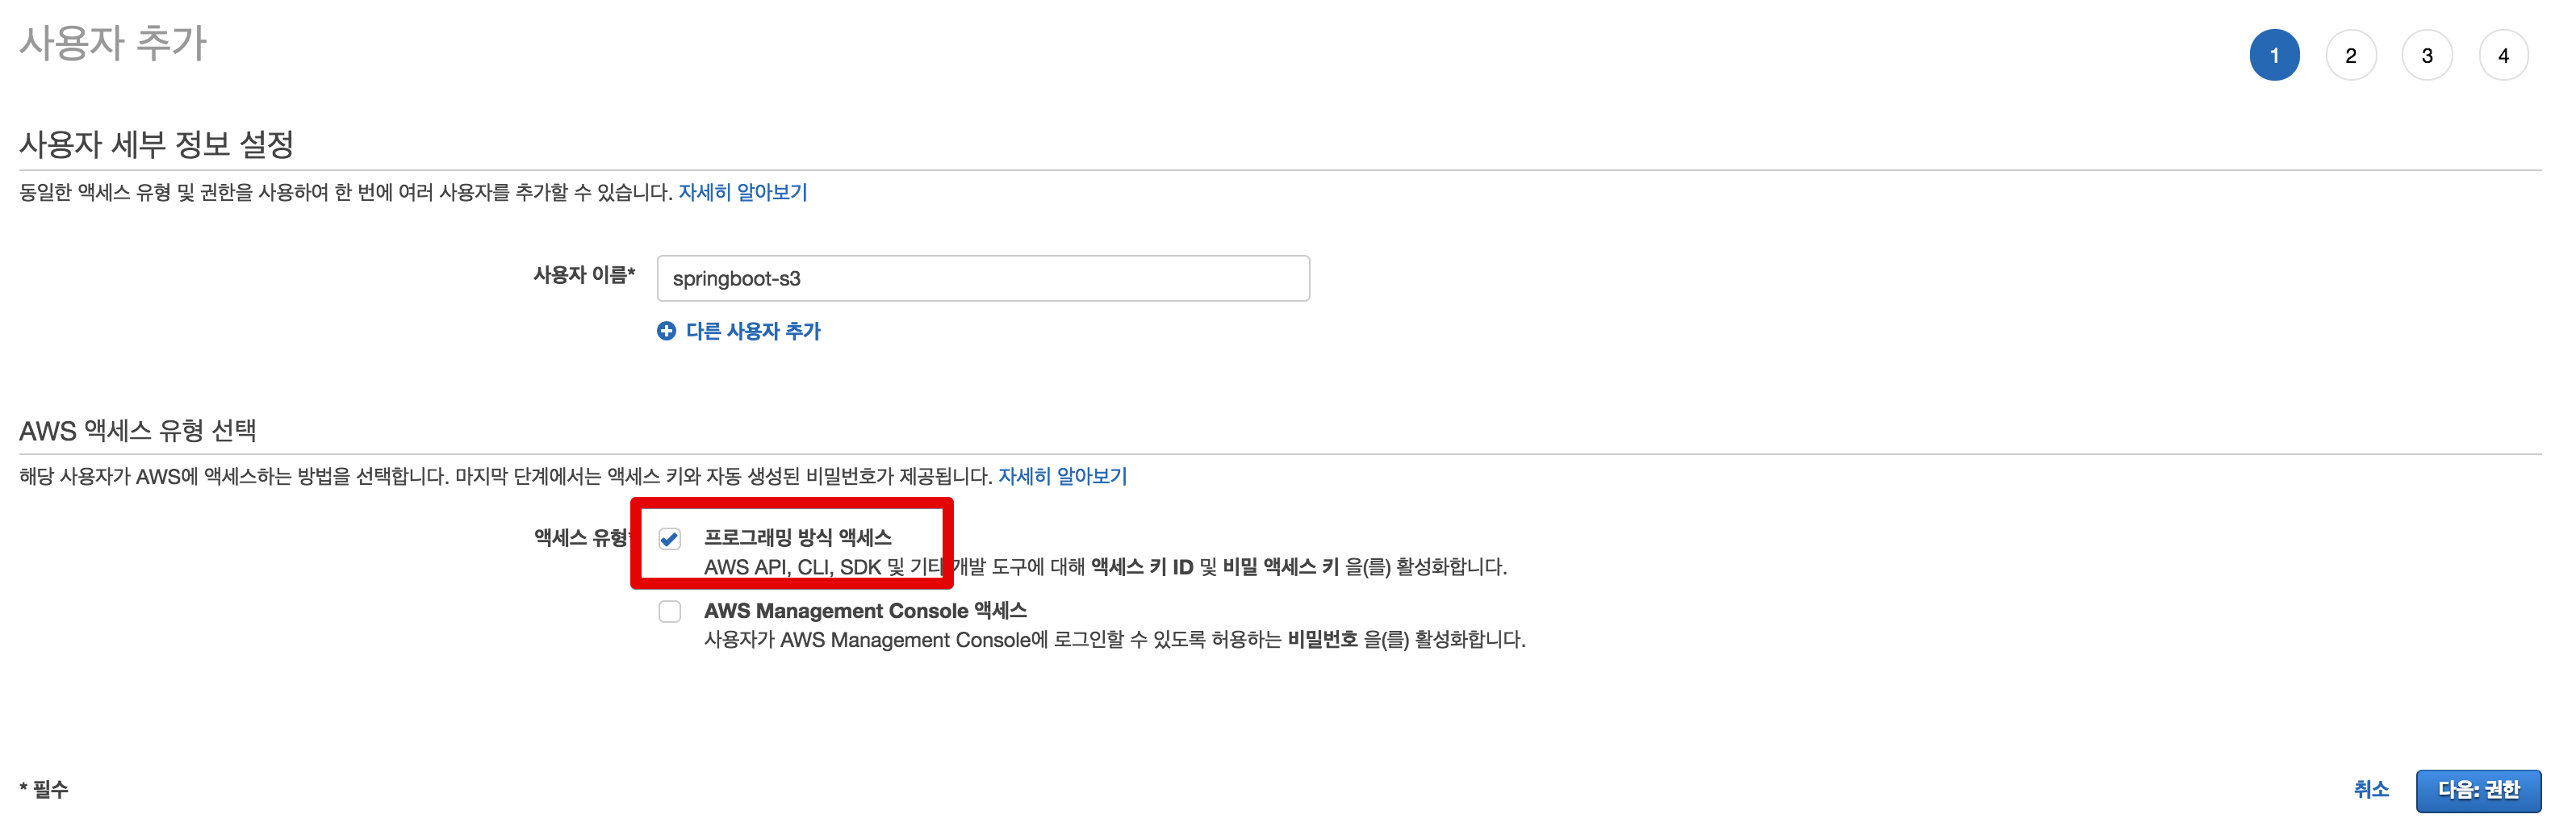 사용자 추가
1 2 3 4
사용자 세부 정보 설정
동일한 액세스 유형 및 권한을 사용하여 한 번에 여러 사용자를 추가할 수 있습니다. 자세히 알아보기
사용자 이름* springboot-s3
다른 사용자 추가
AWS 액세스 유형 선택
해당 사용자가 AWS에 액세스하는 방법을 선택합니다. 마지막 단계에서는 액세스 키와 자동 생성된 비밀번호가 제공됩니다. 자세히 알아보기
액세스 유형* 프로그래밍 방식 액세스
AWS API, CLI, SDK 및 기타 개발 도구에 대해 액세스 키 ID 및 비밀 액세스 키 을(를) 활성화합니다.
AWS Management Console 액세스
사용자가 AWS Management Console에 로그인할 수 있도록 허용하는 비밀번호 을(를) 활성화합니다.
* 필수 취소 다음: 권한